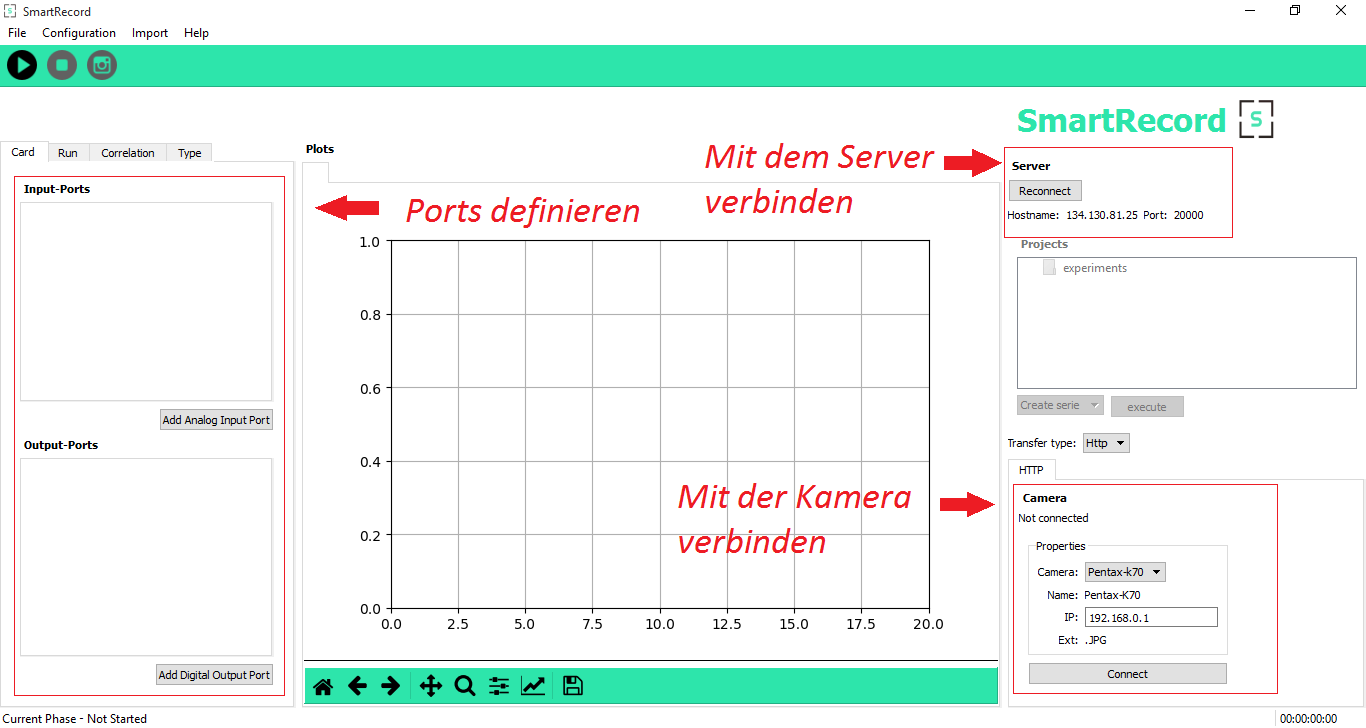 SmartRecord
File Configuration Import Help
SmartRecord S
Card Run Correlation Type
Input-Ports
Add Analog Input Port
Output-Ports
Add Digital Output Port
Plots
Ports definieren
Mit dem Server
verbinden
1.0
0.8
0.6
0.4
0.2
0.0
0.0 2.5 5.0 7.5 10.0 12.5 15.0 17.5 20.0
Mit der Kamera
verbinden
Server
Reconnect
Hostname: 134.130.81.25 Port: 20000
Projects
experiments
Create serie execute
Transfer type: Http
HTTP
Camera
Not connected
Properties
Camera: Pentax-k70
Name: Pentax-K70
IP: 192.168.0.1
Ext: .JPG
Connect
Current Phase - Not Started 00:00:00:00